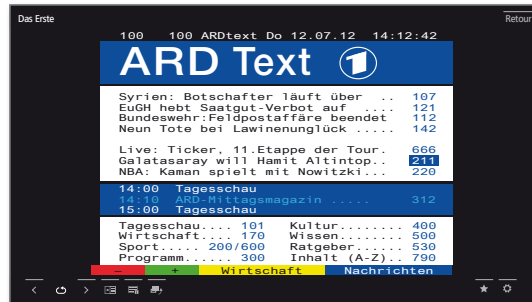 Das Erste
Retour
100 100 ARDtext Do 12.07.12 14:12:42
ARD Text 1
Syrien: Botschafter läuft über .. 107
EuGH hebt Saatgut-Verbot auf .... 121
Bundeswehr:Feldpostaffäre beendet 112
Neun Tote bei Lawinenunglück ..... 142
Live: Ticker, 11.Etappe der Tour. 666
Galatasaray will Hamit Altintop.. 211
NBA: Kaman spielt mit Nowitzki... 220
14:00 Tagesschau
14:10 ARD-Mittagsmagazin ..... 312
15:00 Tagesschau
Tagesschau.... 101 Kultur........ 400
Wirtschaft.... 170 Wissen........ 500
Sport..... 200/600 Ratgeber...... 530
Programm...... 300 Inhalt (A-Z).. 790
– + Wirtschaft Nachrichten